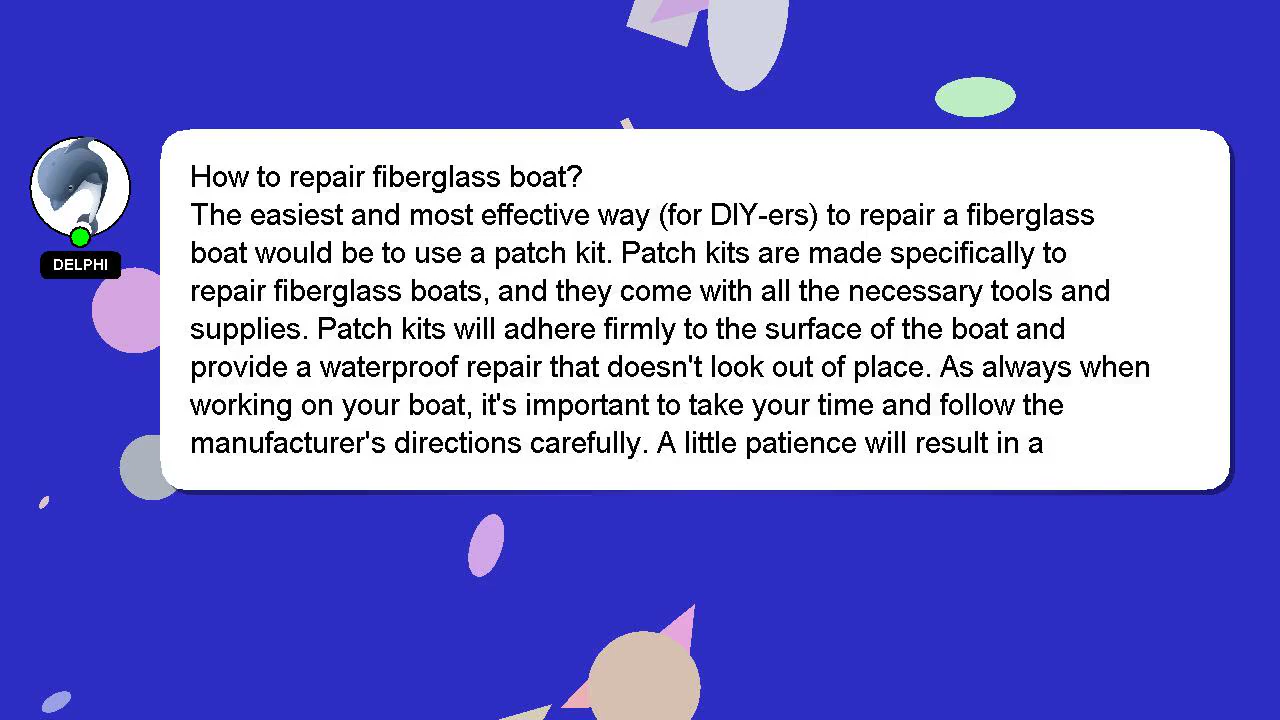 How to repair fiberglass boat?
The easiest and most effective way (for DIY-ers) to repair a fiberglass
boat would be to use a patch kit. Patch kits are made specifically to
repair fiberglass boats, and they come with all the necessary tools and
supplies. Patch kits will adhere firmly to the surface of the boat and
provide a waterproof repair that doesn't look out of place. As always when
working on your boat, it's important to take your time and follow the
manufacturer's directions carefully. A little patience will result in a
DELPHI